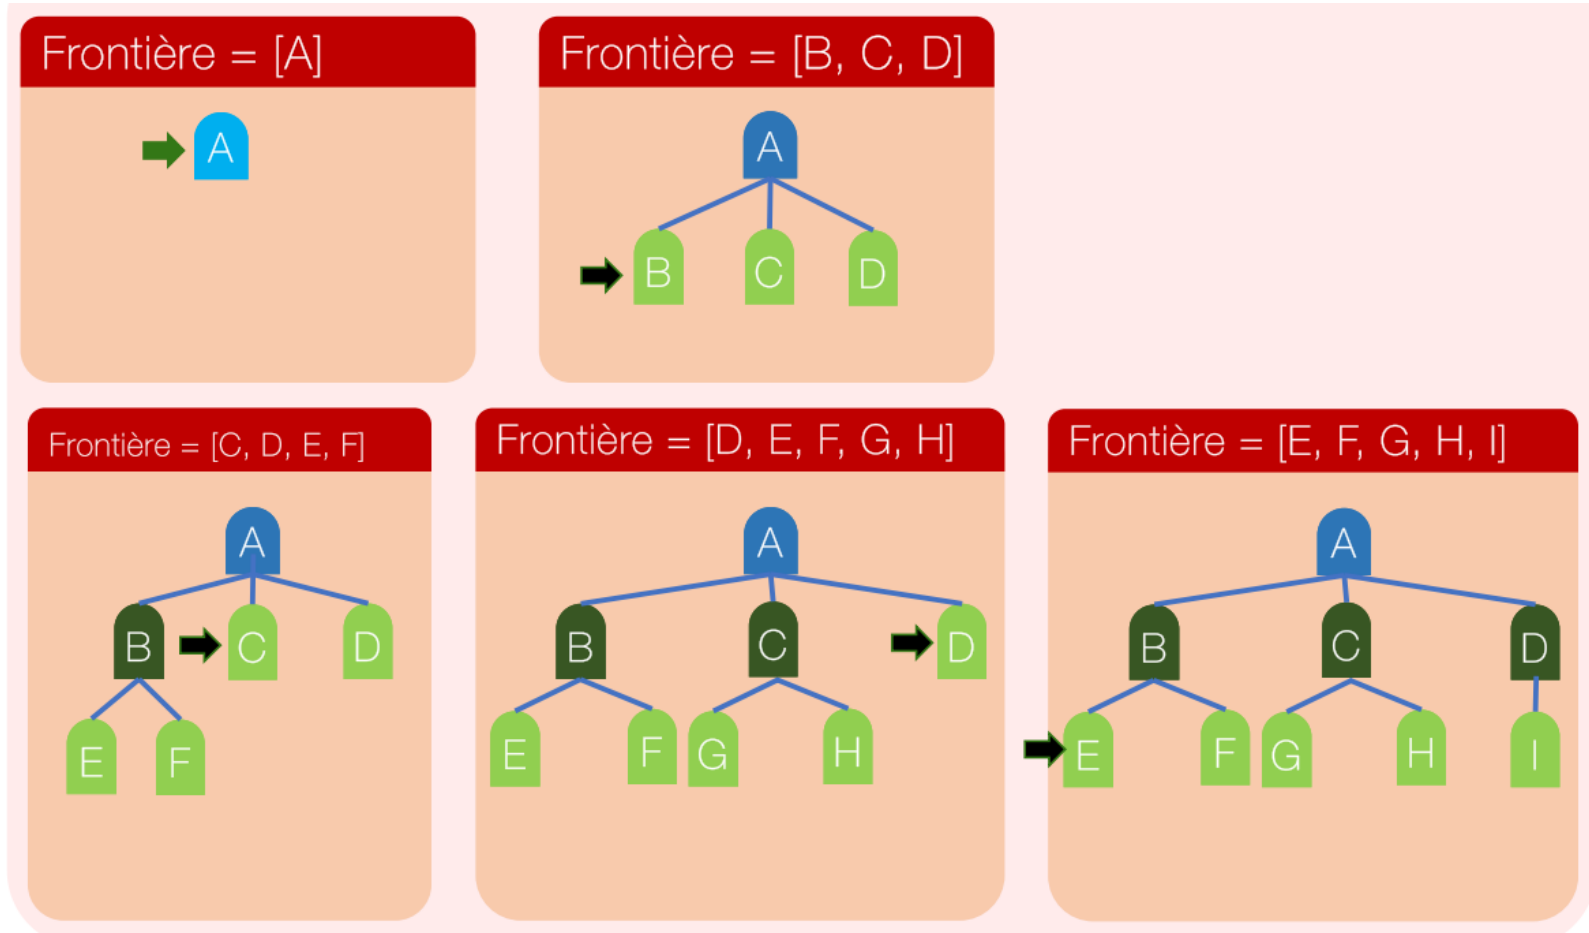 Frontière = [A]
A
Frontière = [B, C, D]
A
B C D
Frontière = [C, D, E, F]
A
B C D
E F
Frontière = [D, E, F, G, H]
A
B C D
E F G H
Frontière = [E, F, G, H, I]
A
B C D
E F G H I